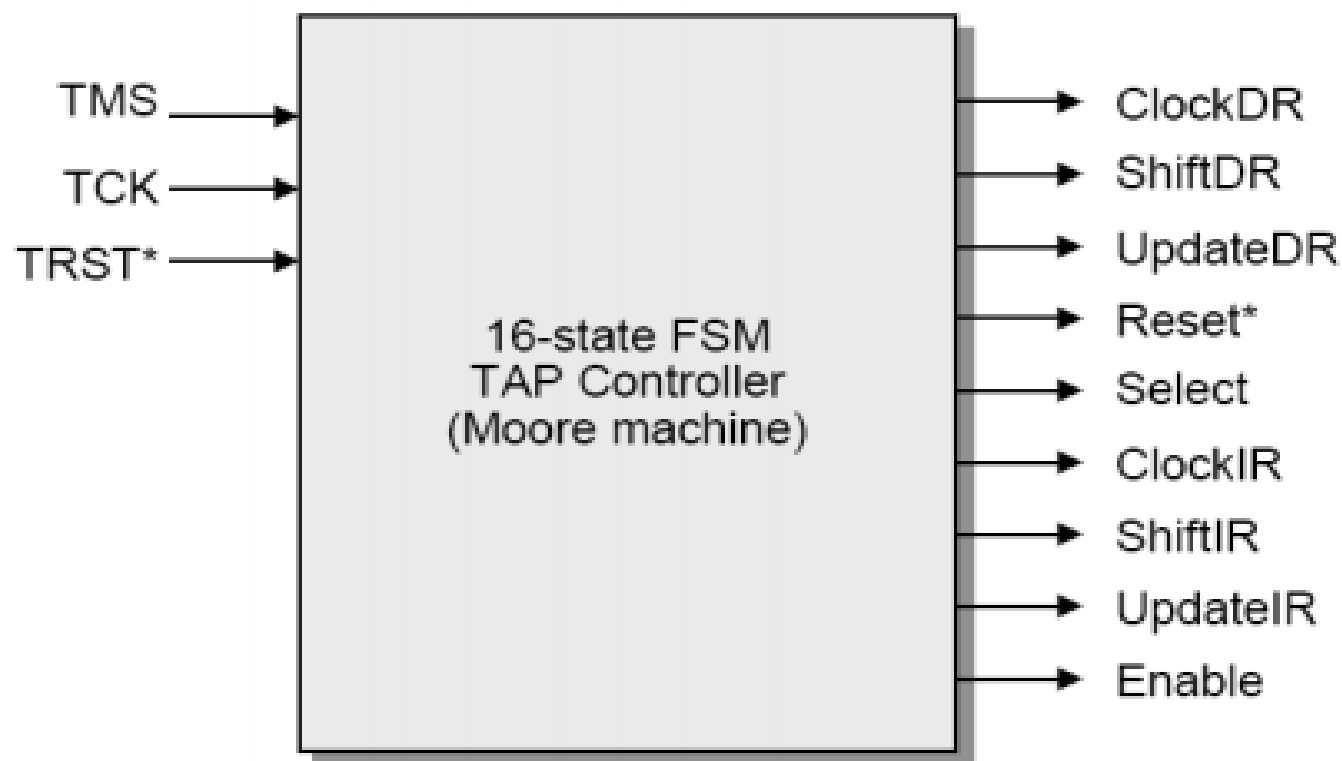 TMS
TCK
TRST*
16-state FSM
TAP Controller
(Moore machine)
ClockDR
ShiftDR
UpdateDR
Reset*
Select
ClockIR
ShiftIR
UpdateIR
Enable